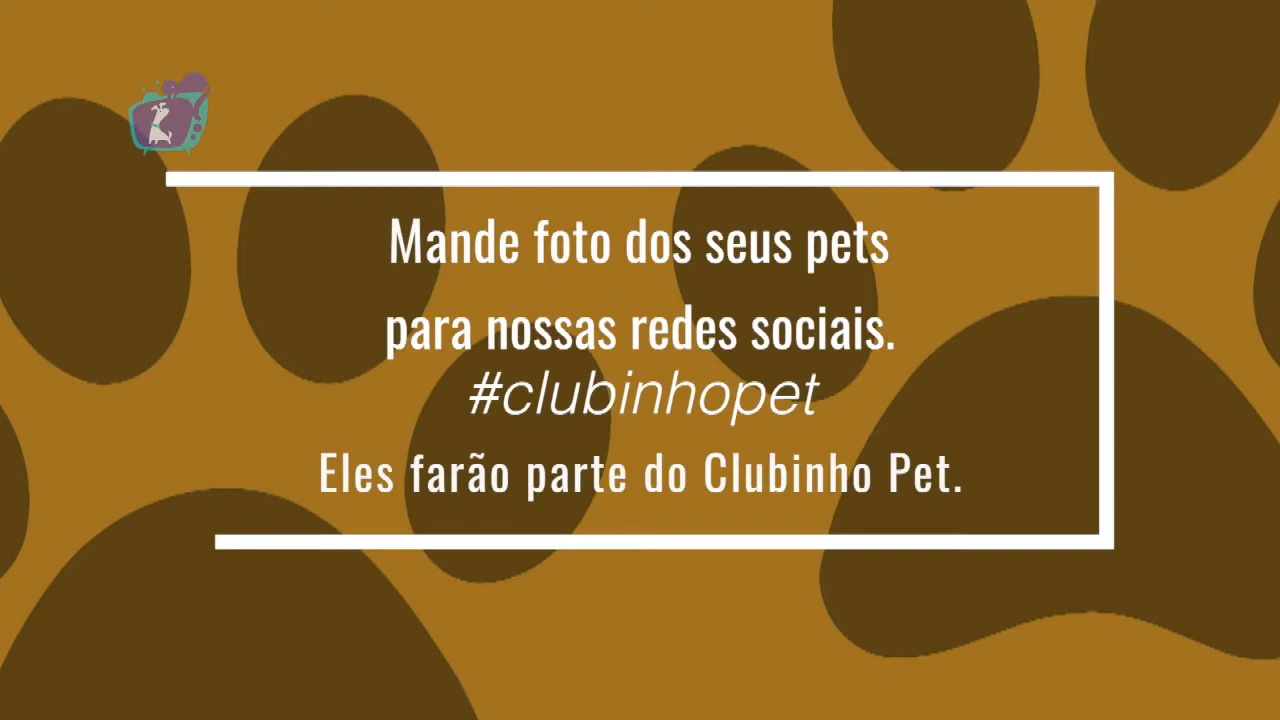 Mande foto dos seus pets
para nossas redes sociais.
#clubinhopet
Eles farão parte do Clubinho Pet.